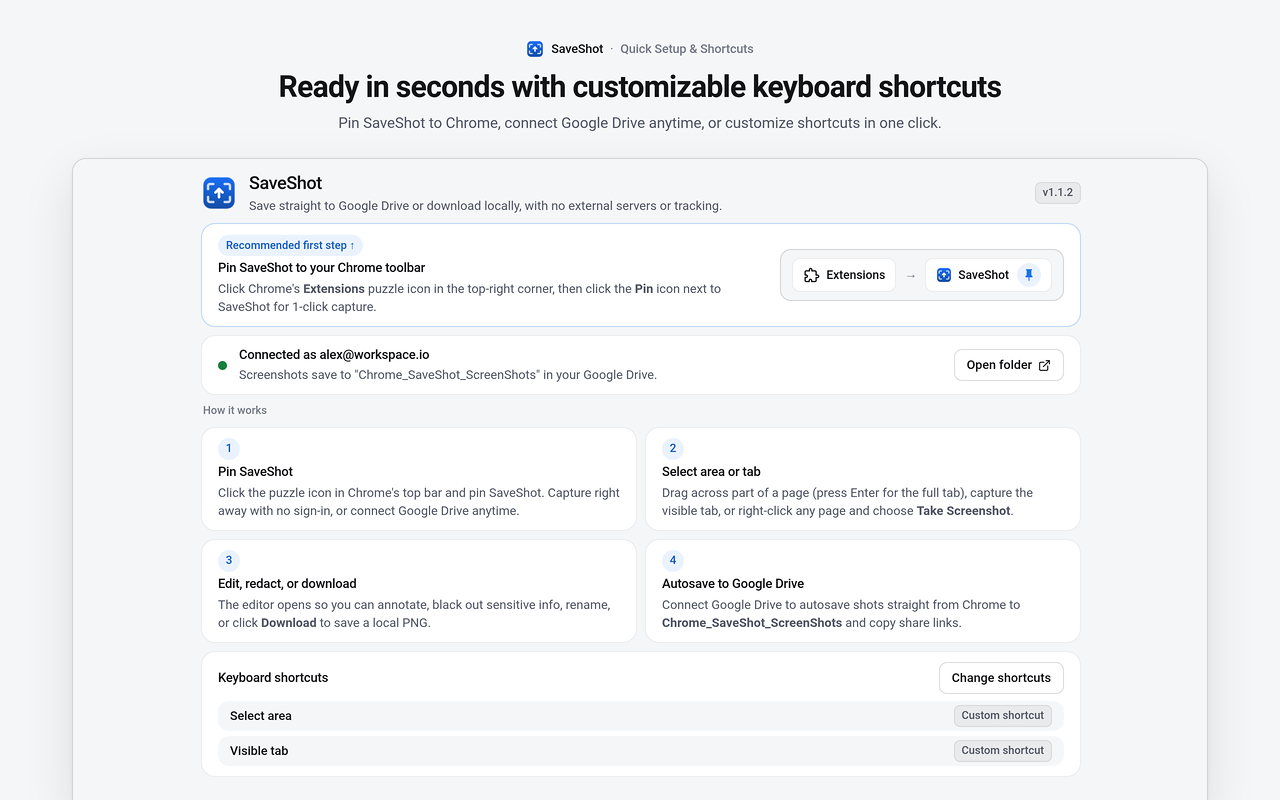 SaveShot · Quick Setup & Shortcuts
Ready in seconds with customizable keyboard shortcuts
Pin SaveShot to Chrome, connect Google Drive anytime, or customize shortcuts in one click.
SaveShot
Save straight to Google Drive or download locally, with no external servers or tracking.
v1.1.2
Recommended first step ↑
Pin SaveShot to your Chrome toolbar
Click Chrome's Extensions puzzle icon in the top-right corner, then click the Pin icon next to
SaveShot for 1-click capture.
Extensions → SaveShot
Connected as alex@workspace.io
Screenshots save to "Chrome_SaveShot_ScreenShots" in your Google Drive.
Open folder
How it works
1
Pin SaveShot
Click the puzzle icon in Chrome's top bar and pin SaveShot. Capture right
away with no sign-in, or connect Google Drive anytime.
2
Select area or tab
Drag across part of a page (press Enter for the full tab), capture the
visible tab, or right-click any page and choose Take Screenshot.
3
Edit, redact, or download
The editor opens so you can annotate, black out sensitive info, rename,
or click Download to save a local PNG.
4
Autosave to Google Drive
Connect Google Drive to autosave shots straight from Chrome to
Chrome_SaveShot_ScreenShots and copy share links.
Keyboard shortcuts
Change shortcuts
Select area
Custom shortcut
Visible tab
Custom shortcut